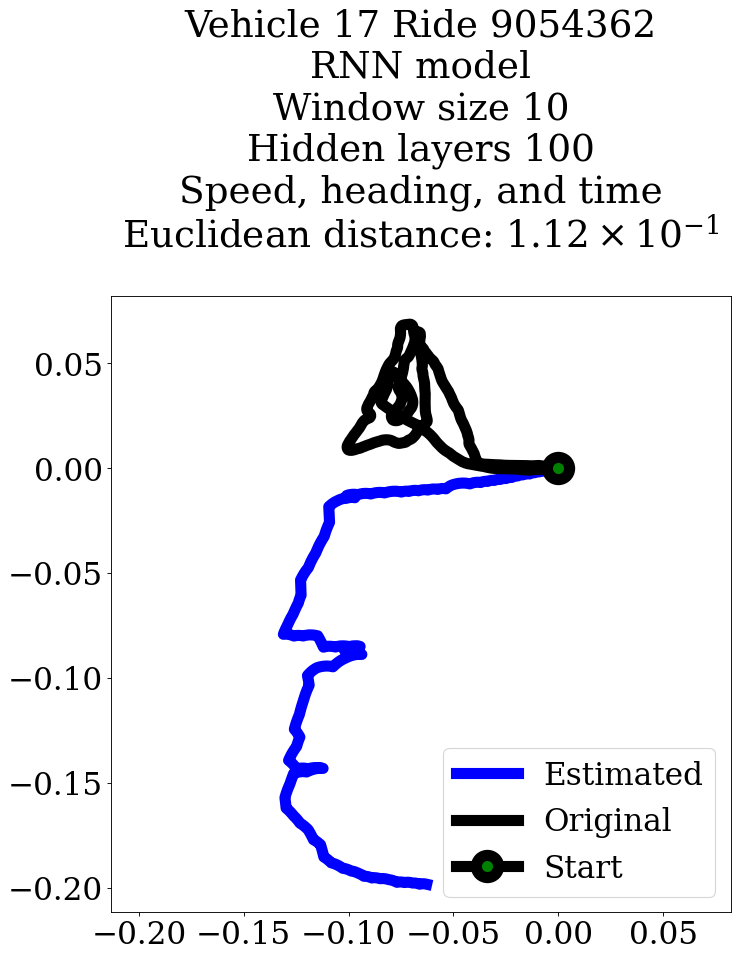 Vehicle 17 Ride 9054362
RNN model
Window size 10
Hidden layers 100
Speed, heading, and time
Euclidean distance: 1.12 × 10⁻¹
0.05
0.00
−0.05
−0.10
−0.15
−0.20
Estimated
Original
Start
−0.20 −0.15 −0.10 −0.05 0.00 0.05